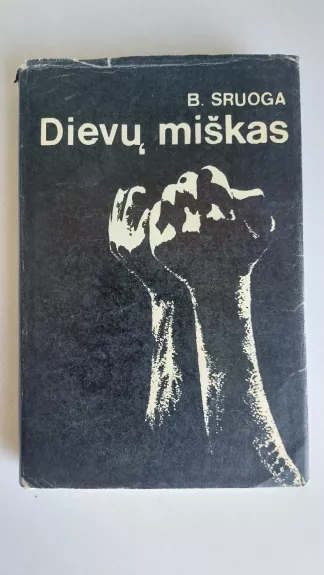 B. SRUOGA
Dievų miškas